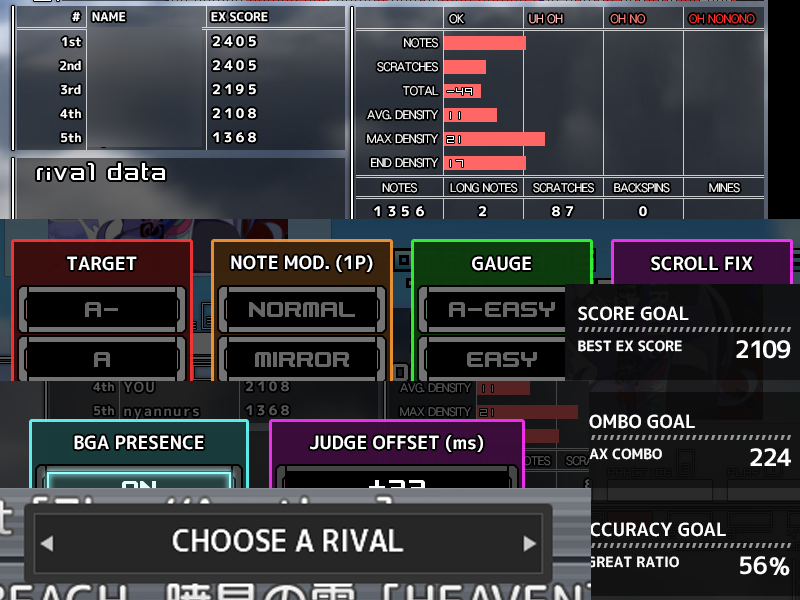 # NAME EX SCORE
1st 2405
2nd 2405
3rd 2195
4th 2108
5th 1368
rival data
OK UH OH OH NO OH NONONO
NOTES
SCRATCHES
TOTAL -49
AVG. DENSITY 11
MAX DENSITY 21
END DENSITY 17
NOTES LONG NOTES SCRATCHES BACKSPINS MINES
1356 2 87 0
TARGET
A-
A
NOTE MOD. (1P)
NORMAL
MIRROR
GAUGE
A-EASY
EASY
SCROLL FIX
SCORE GOAL
BEST EX SCORE 2109
4th YOU 2108
5th nyannurs 1368
AVG. DENSITY 11
MAX DENSITY 21
BGA PRESENCE
ON
JUDGE OFFSET (ms)
OMBO GOAL
AX COMBO 224
CCURACY GOAL
GREAT RATIO 56%
CHOOSE A RIVAL